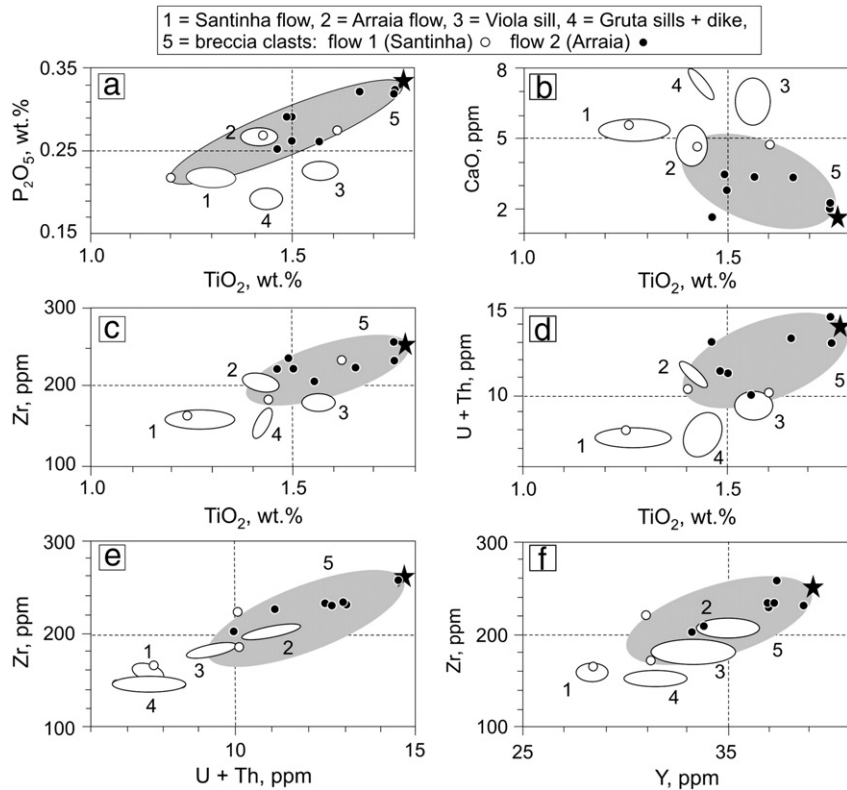 1 = Santinha flow, 2 = Arraia flow, 3 = Viola sill, 4 = Gruta sills + dike,
5 = breccia clasts: flow 1 (Santinha) ○ flow 2 (Arraia) ●
a
0.35
0.25
0.15
P₂O₅, wt.%
1.0 1.5
TiO₂, wt.%
1 2 3 4 5
b
8
5
2
CaO, ppm
1.0 1.5
TiO₂, wt.%
1 2 3 4 5
c
300
200
100
Zr, ppm
1.0 1.5
TiO₂, wt.%
1 2 3 4 5
d
15
10
U + Th, ppm
1.0 1.5
TiO₂, wt.%
1 2 3 4 5
e
300
200
100
Zr, ppm
10 15
U + Th, ppm
1 2 3 4 5
f
300
200
100
Zr, ppm
25 35
Y, ppm
1 2 3 4 5